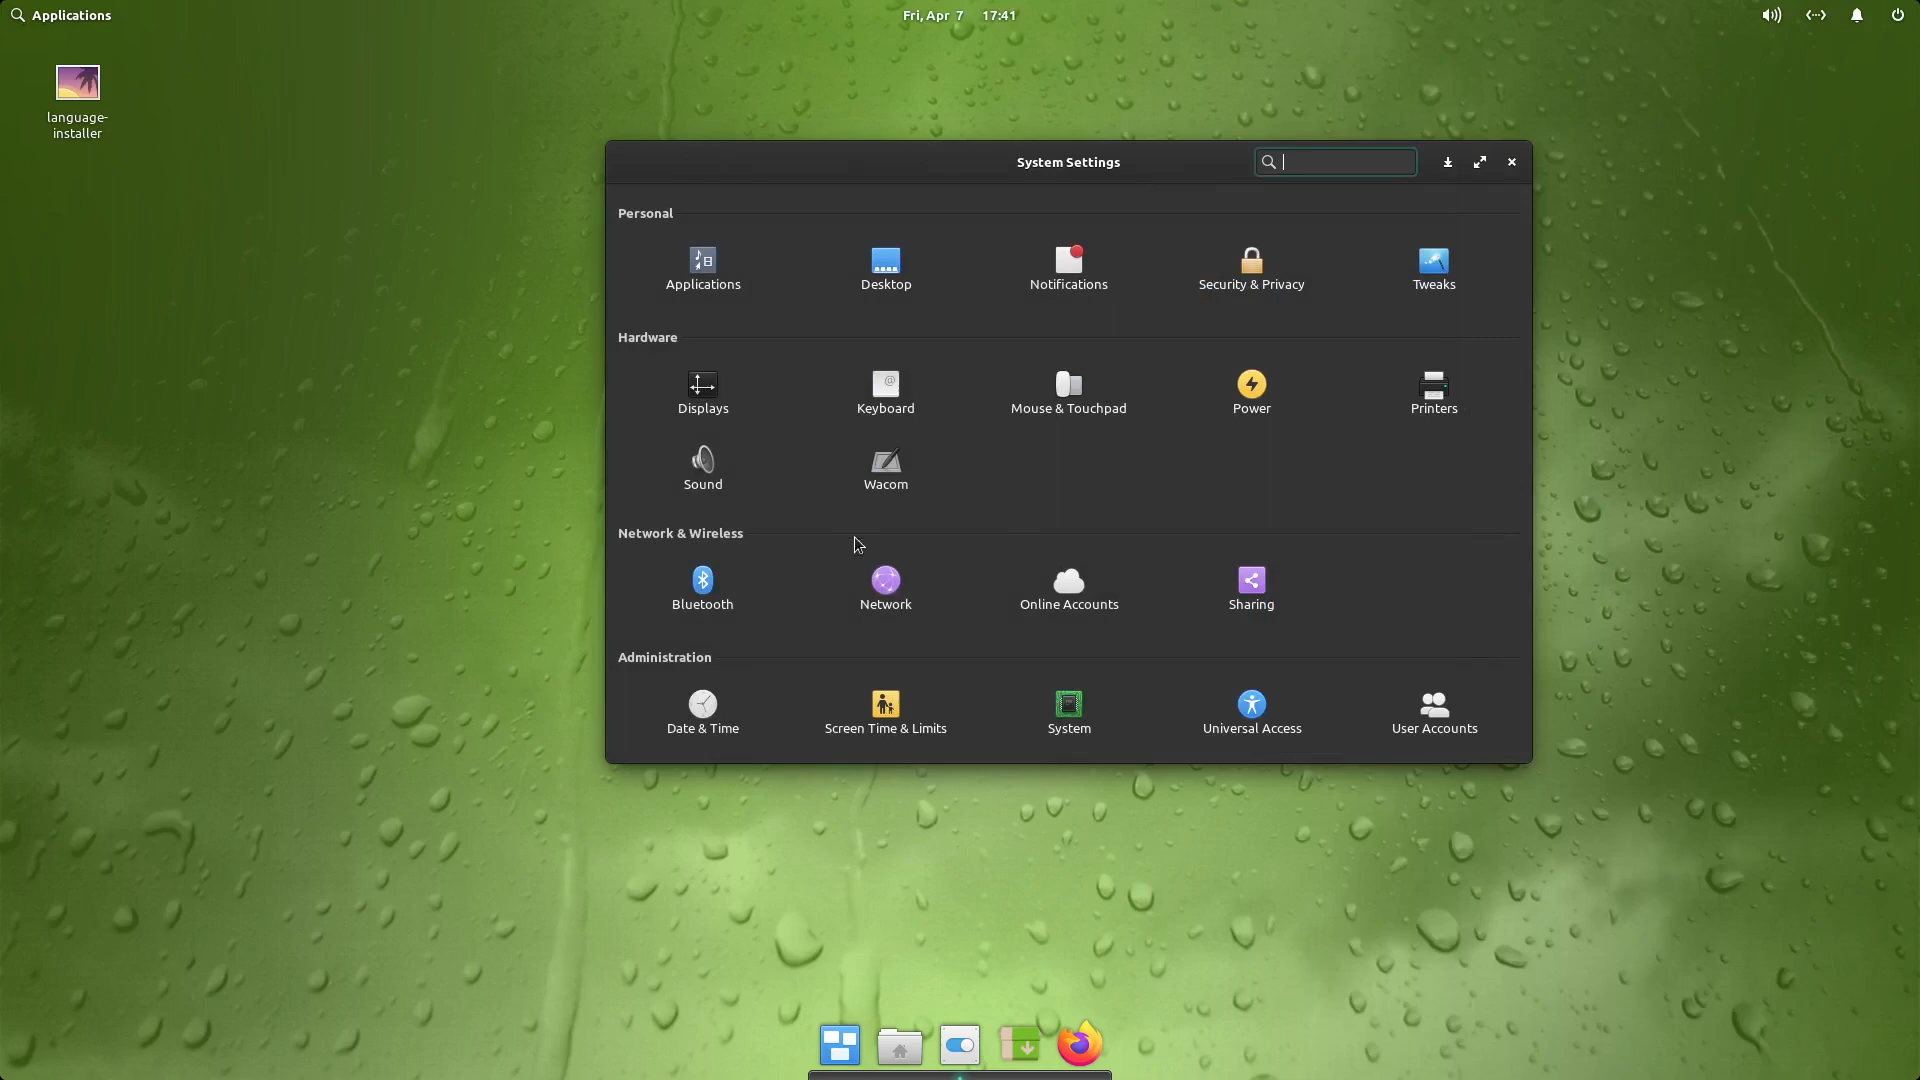 Applications
Fri, Apr 7 17:41
language-
installer
System Settings
Personal
Applications
Desktop
Notifications
Security & Privacy
Tweaks
Hardware
Displays
Keyboard
Mouse & Touchpad
Power
Printers
Sound
Wacom
Network & Wireless
Bluetooth
Network
Online Accounts
Sharing
Administration
Date & Time
Screen Time & Limits
System
Universal Access
User Accounts